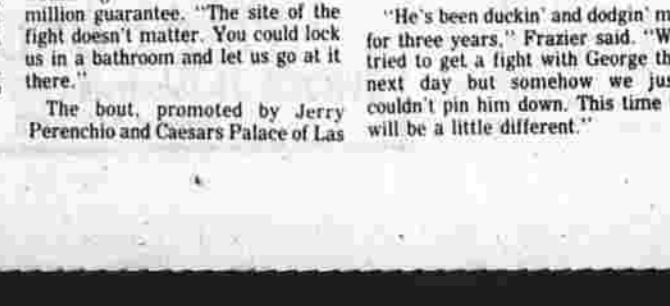 million guarantee. "The site of the
fight doesn't matter. You could lock
us in a bathroom and let us go at it
there."
The bout, promoted by Jerry
Perenchio and Caesars Palace of Las
"He's been duckin' and dodgin'
for three years," Frazier said.
tried to get a fight with George
next day but somehow we
couldn't pin him down. This time
will be a little different."